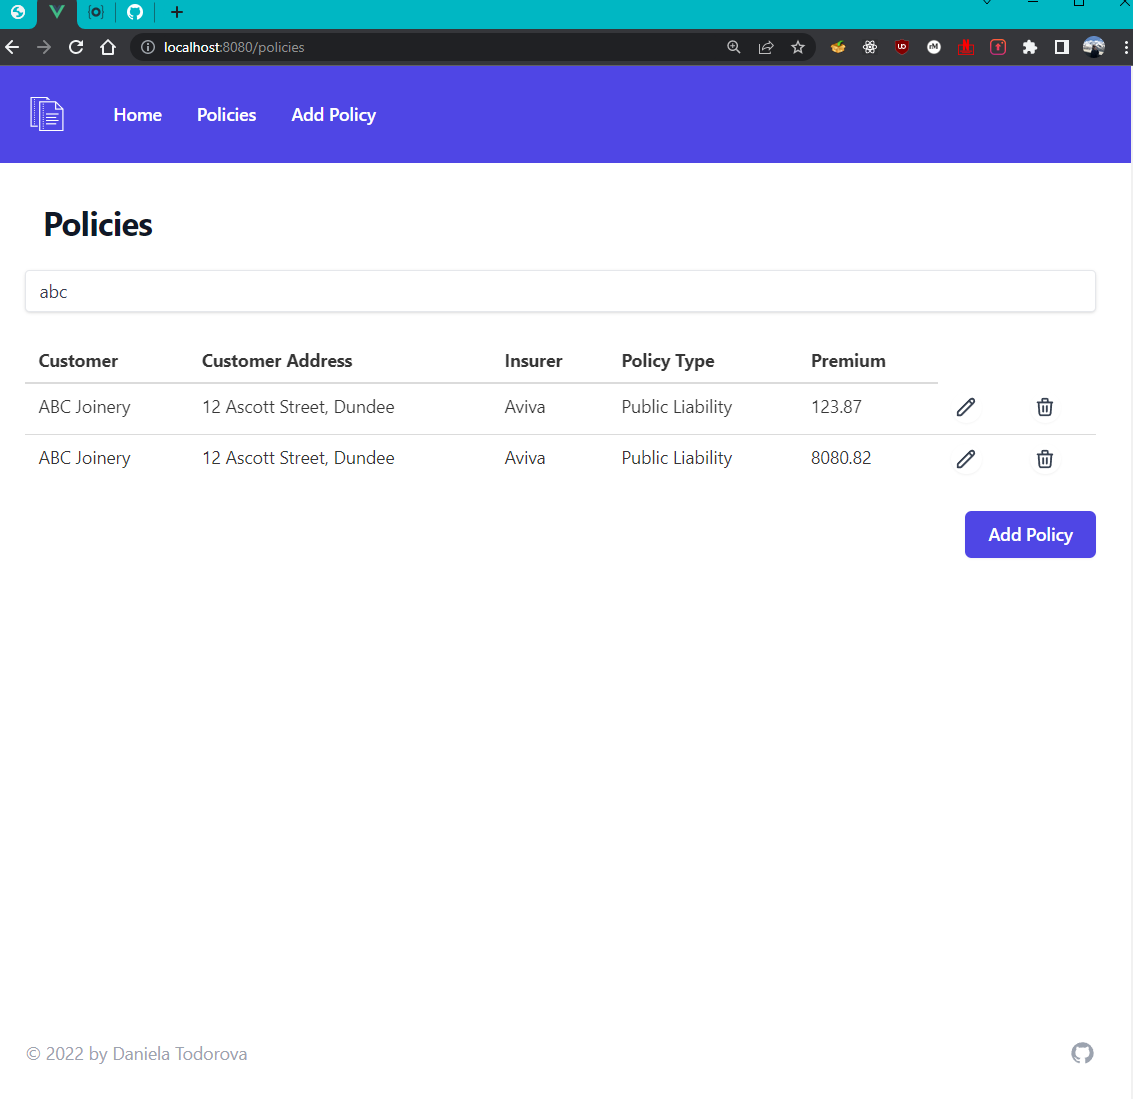 localhost:8080/policies
Home Policies Add Policy
Policies
abc
Customer Customer Address Insurer Policy Type Premium
ABC Joinery 12 Ascott Street, Dundee Aviva Public Liability 123.87
ABC Joinery 12 Ascott Street, Dundee Aviva Public Liability 8080.82
Add Policy
© 2022 by Daniela Todorova